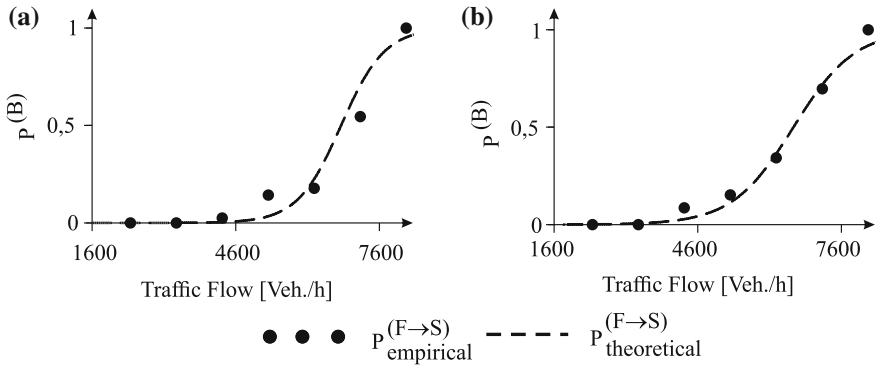 (a)
1
0,5
0
P(B)
1600 4600 7600
Traffic Flow [Veh./h]
(b)
1
0,5
0
P(B)
1600 4600 7600
Traffic Flow [Veh./h]
P(F→S) empirical
P(F→S) theoretical